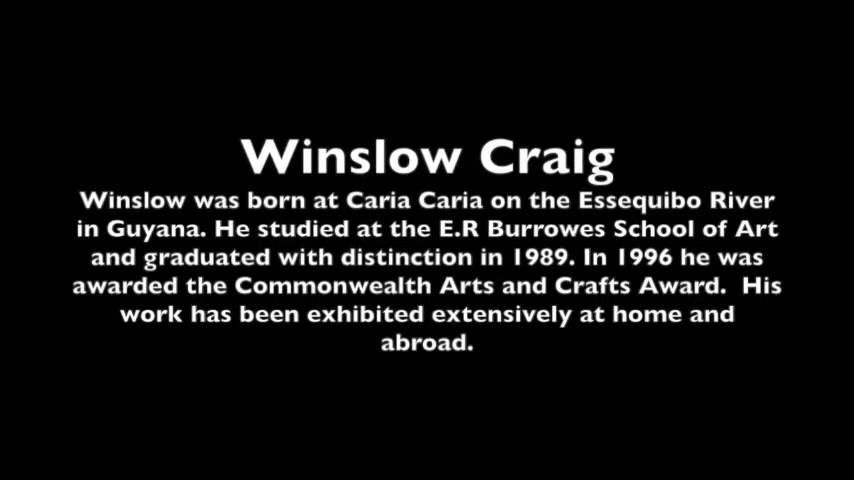 Winslow Craig
Winslow was born at Caria Caria on the Essequibo River
in Guyana. He studied at the E.R Burrowes School of Art
and graduated with distinction in 1989. In 1996 he was
awarded the Commonwealth Arts and Crafts Award.  His
work has been exhibited extensively at home and
abroad.